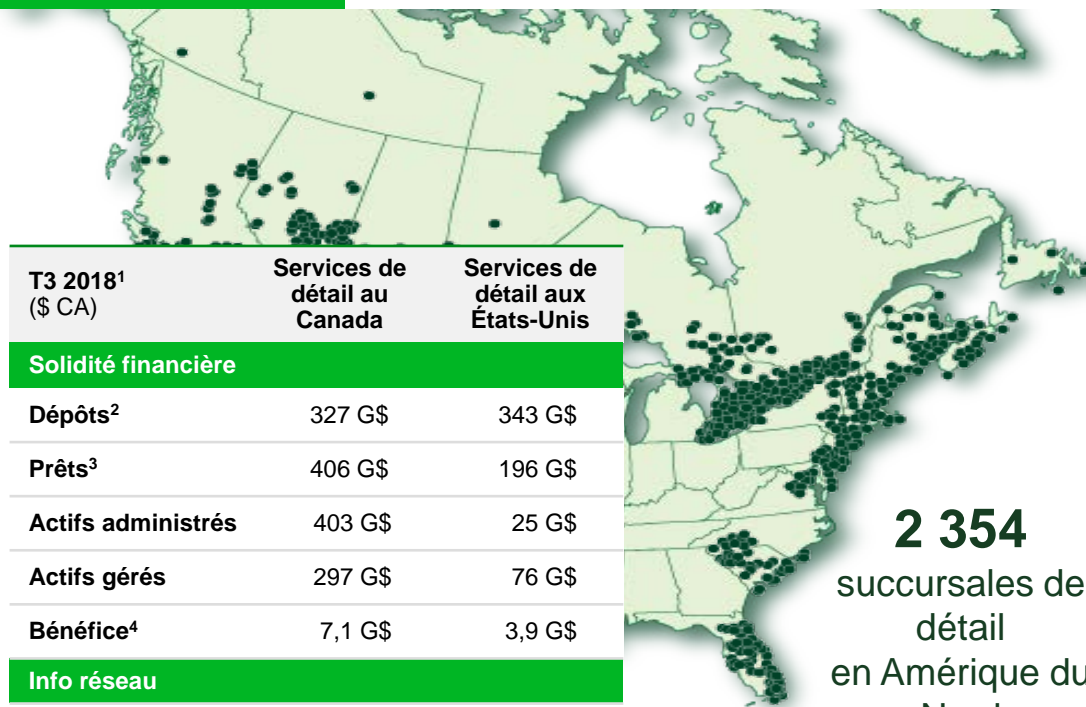 T3 2018¹
($ CA)
Services de
détail au
Canada
Services de
détail aux
États-Unis
Solidité financière
Dépôts² 327 G$ 343 G$
Prêts³ 406 G$ 196 G$
Actifs administrés 403 G$ 25 G$
Actifs gérés 297 G$ 76 G$
Bénéfice⁴ 7,1 G$ 3,9 G$
Info réseau
2 354
succursales de
détail
en Amérique du